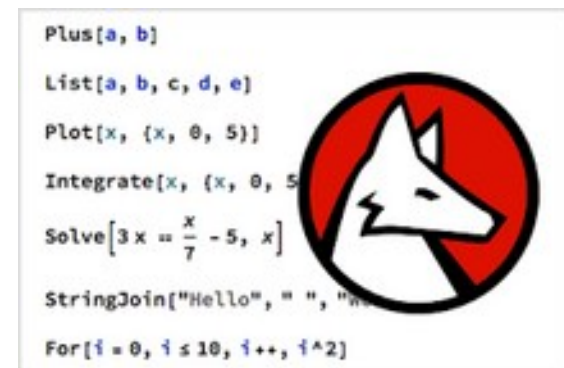 Plus[a, b]
List[a, b, c, d, e]
Plot[x, {x, 0, 5}]
Integrate[x, {x, 0, 5
Solve[3 x == x/7 - 5, x]
StringJoin["Hello", " ", "
For[i = 0, i ≤ 10, i++, i^2]